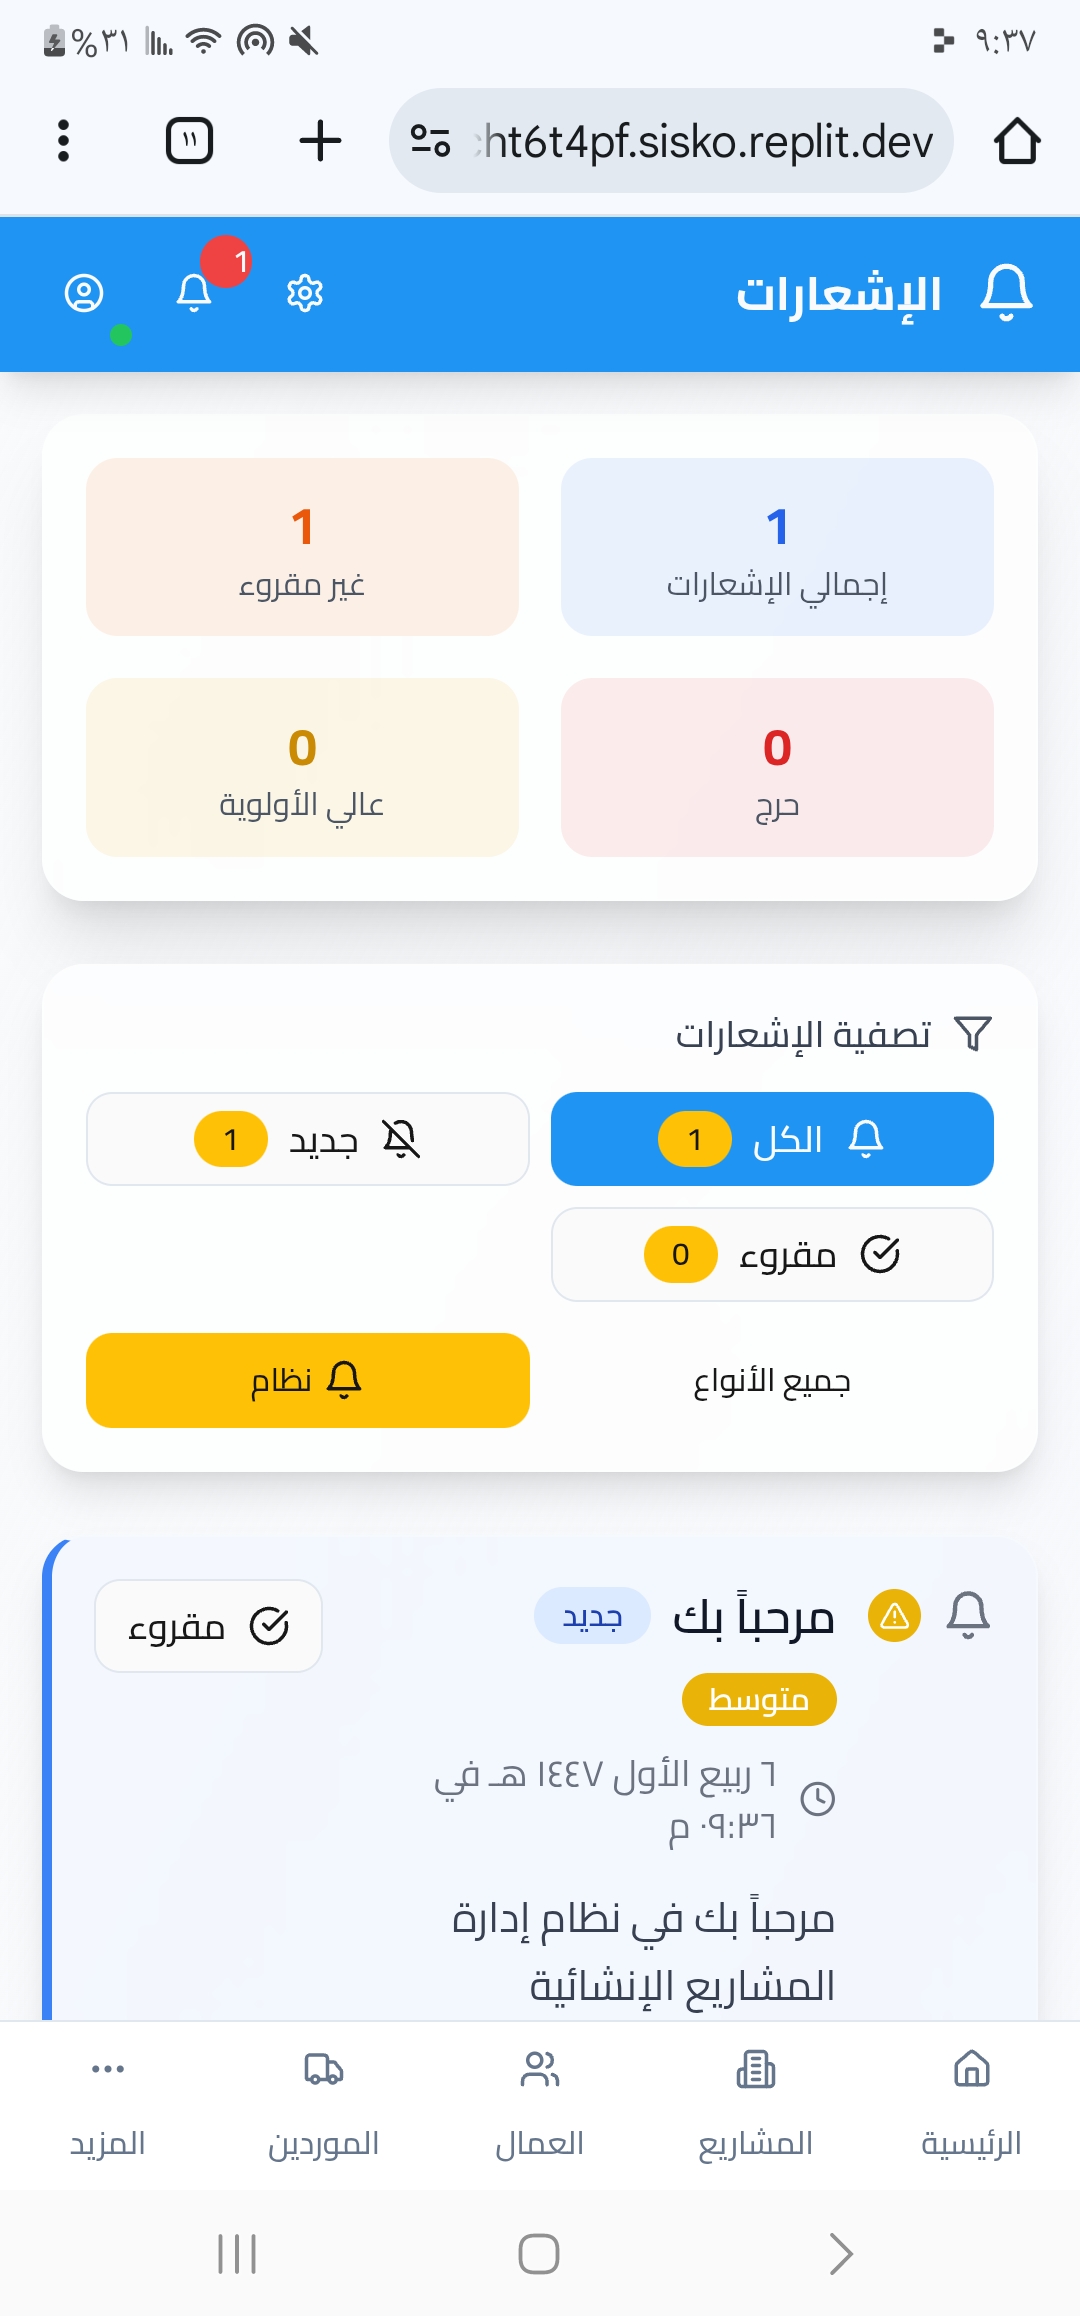 ٩:٣٧ ٣١%
١١ ht6t4pf.sisko.replit.dev
الإشعارات 1
1 1
إجمالي الإشعارات غير مقروء
0 0
حرج عالي الأولوية
تصفية الإشعارات
الكل 1 جديد 1
مقروء 0
جميع الأنواع نظام
مرحباً بك جديد مقروء
متوسط
٦ ربيع الأول ١٤٤٧ هـ في
٠٩:٣٦ م
مرحباً بك في نظام إدارة
المشاريع الإنشائية
الرئيسية المشاريع العمال الموردين المزيد